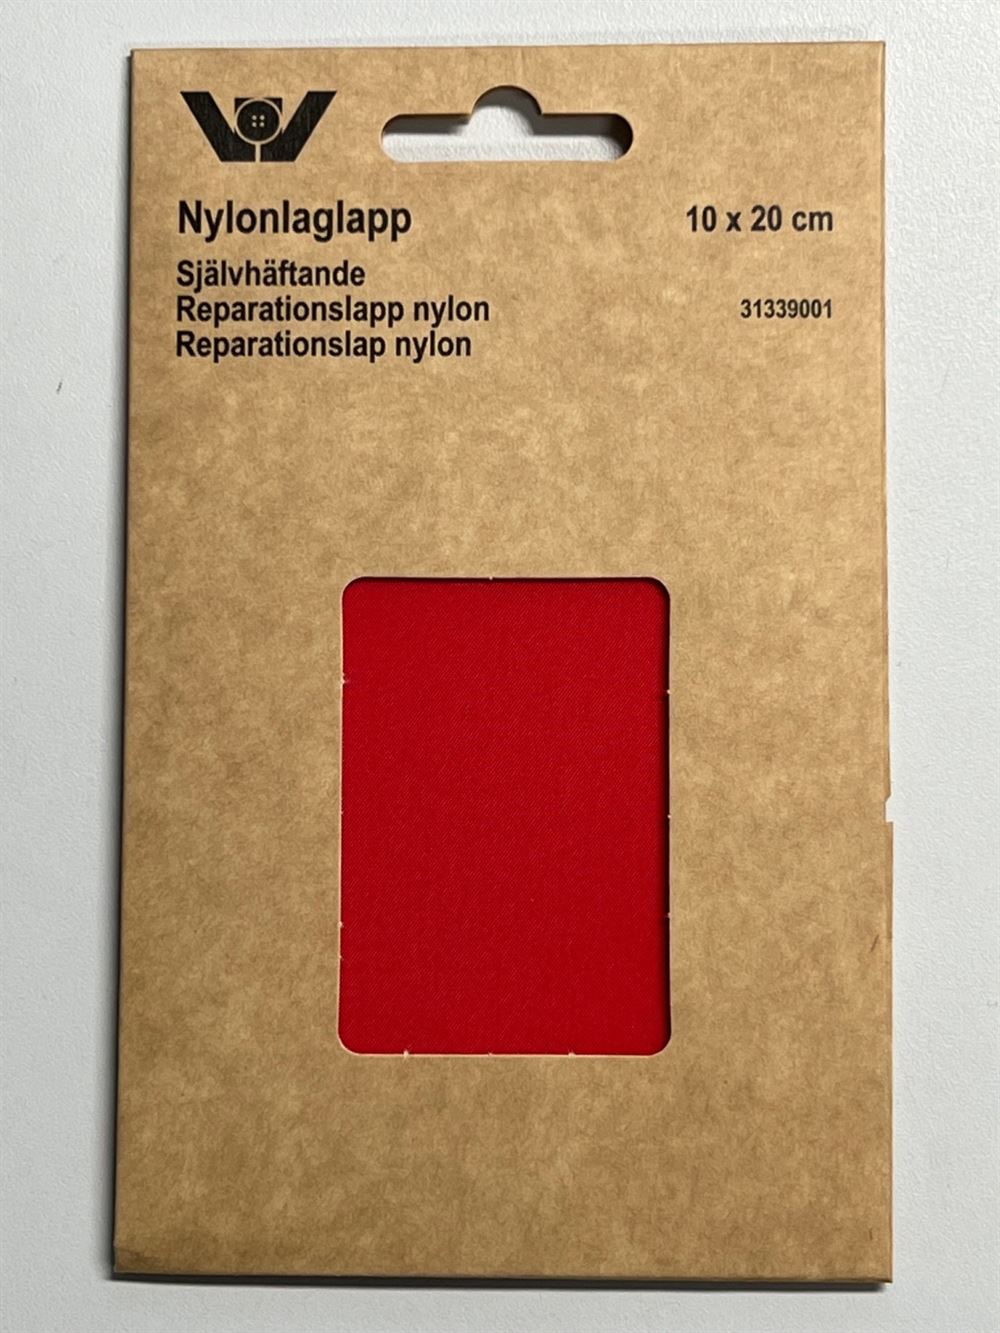 Nylonlaglapp
10 x 20 cm
Självhäftande
Reparationslapp nylon
31339001
Reparationslap nylon